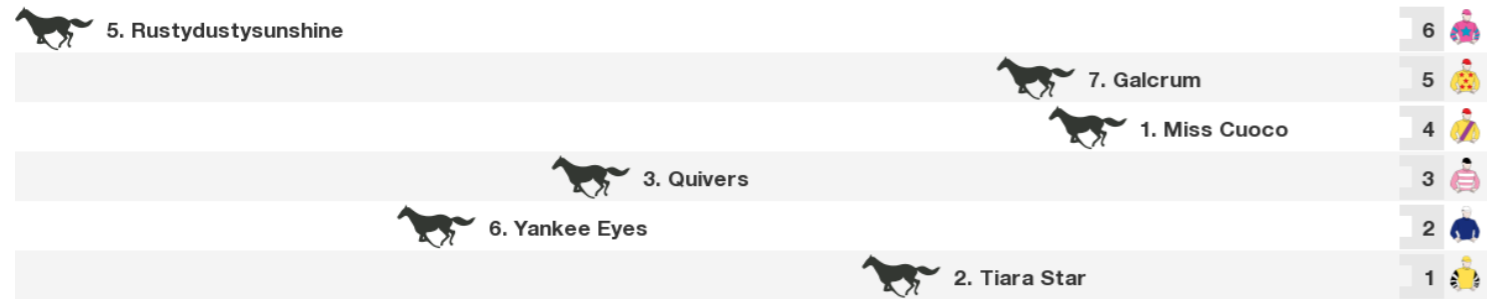 5. Rustydustysunshine 6
7. Galcrum 5
1. Miss Cuoco 4
3. Quivers 3
6. Yankee Eyes 2
2. Tiara Star 1